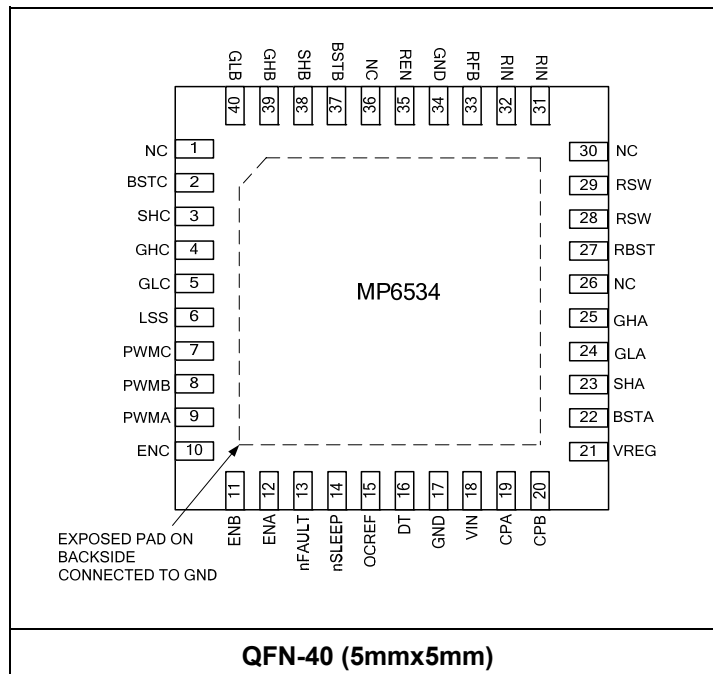 GLB
GHB
SHB
BSTB
NC
REN
GND
RFB
RIN
RIN
40
39
38
37
36
35
34
33
32
31
NC 1
BSTC 2
SHC 3
GHC 4
GLC 5
LSS 6
PWMC 7
PWMB 8
PWMA 9
ENC 10
MP6534
30 NC
29 RSW
28 RSW
27 RBST
26 NC
25 GHA
24 GLA
23 SHA
22 BSTA
21 VREG
11
12
13
14
15
16
17
18
19
20
ENB
ENA
nFAULT
nSLEEP
OCREF
DT
GND
VIN
CPA
CPB
EXPOSED PAD ON
BACKSIDE
CONNECTED TO GND
QFN-40 (5mmx5mm)